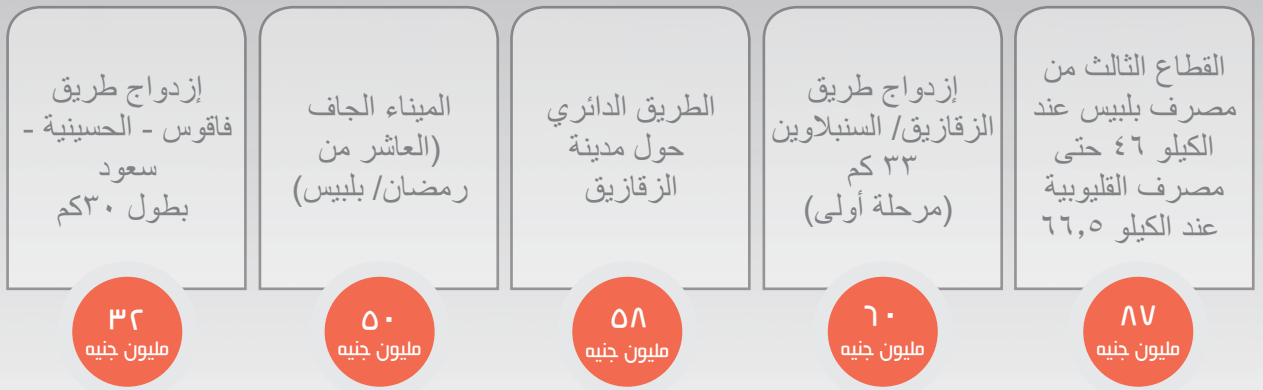 القطاع الثالث من
مصرف بلبيس عند
الكيلو ٤٦ حتى
مصرف القليوبية
عند الكيلو ٦٦,٥
٨٧
مليون جنيه
إزدواج طريق
الزقازيق/ السنبلاوين
٣٣ كم
(مرحلة أولى)
٦٠
مليون جنيه
الطريق الدائري
حول مدينة
الزقازيق
٥٨
مليون جنيه
الميناء الجاف
(العاشر من
رمضان/ بلبيس)
٥٠
مليون جنيه
إزدواج طريق
فاقوس - الحسينية -
سعود
بطول ٣٠كم
٣٢
مليون جنيه